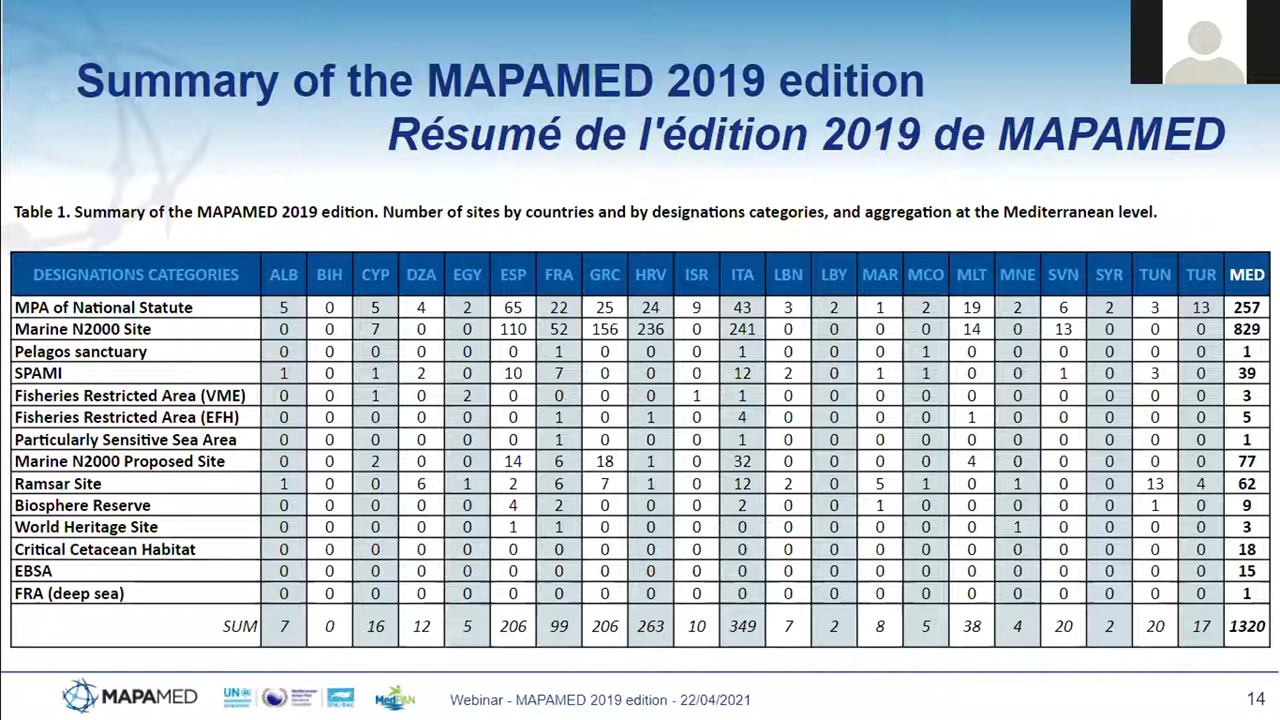 Summary of the MAPAMED 2019 edition
Résumé de l'édition 2019 de MAPAMED
Table 1. Summary of the MAPAMED 2019 edition. Number of sites by countries and by designations categories, and aggregation at the Mediterranean level.
DESIGNATIONS CATEGORIES ALB BIH CYP DZA EGY ESP FRA GRC HRV ISR ITA LBN LBY MAR MCO MLT MNE SVN SYR TUN TUR MED
MPA of National Statute 5 0 5 4 2 65 22 25 24 9 43 3 2 1 2 19 2 6 2 3 13 257
Marine N2000 Site 0 0 7 0 0 110 52 156 236 0 241 0 0 0 0 14 0 13 0 0 0 829
Pelagos sanctuary 0 0 0 0 0 0 1 0 0 0 1 0 0 0 1 0 0 0 0 0 0 1
SPAMI 1 0 1 2 0 10 7 0 0 0 12 2 0 1 1 0 0 1 0 3 0 39
Fisheries Restricted Area (VME) 0 0 1 0 2 0 0 0 0 1 1 0 0 0 0 0 0 0 0 0 0 3
Fisheries Restricted Area (EFH) 0 0 0 0 0 0 1 0 1 0 4 0 0 0 0 1 0 0 0 0 0 5
Particularly Sensitive Sea Area 0 0 0 0 0 0 1 0 0 0 1 0 0 0 0 0 0 0 0 0 0 1
Marine N2000 Proposed Site 0 0 2 0 0 14 6 18 1 0 32 0 0 0 0 4 0 0 0 0 0 77
Ramsar Site 1 0 0 6 1 2 6 7 1 0 12 2 0 5 1 0 1 0 0 13 4 62
Biosphere Reserve 0 0 0 0 0 4 2 0 0 0 2 0 0 1 0 0 0 0 0 1 0 9
World Heritage Site 0 0 0 0 0 1 1 0 0 0 0 0 0 0 0 0 1 0 0 0 0 3
Critical Cetacean Habitat 0 0 0 0 0 0 0 0 0 0 0 0 0 0 0 0 0 0 0 0 0 18
EBSA 0 0 0 0 0 0 0 0 0 0 0 0 0 0 0 0 0 0 0 0 0 15
FRA (deep sea) 0 0 0 0 0 0 0 0 0 0 0 0 0 0 0 0 0 0 0 0 0 1
SUM 7 0 16 12 5 206 99 206 263 10 349 7 2 8 5 38 4 20 2 20 17 1320
MAPAMED UN MedPAN Webinar - MAPAMED 2019 edition - 22/04/2021 14